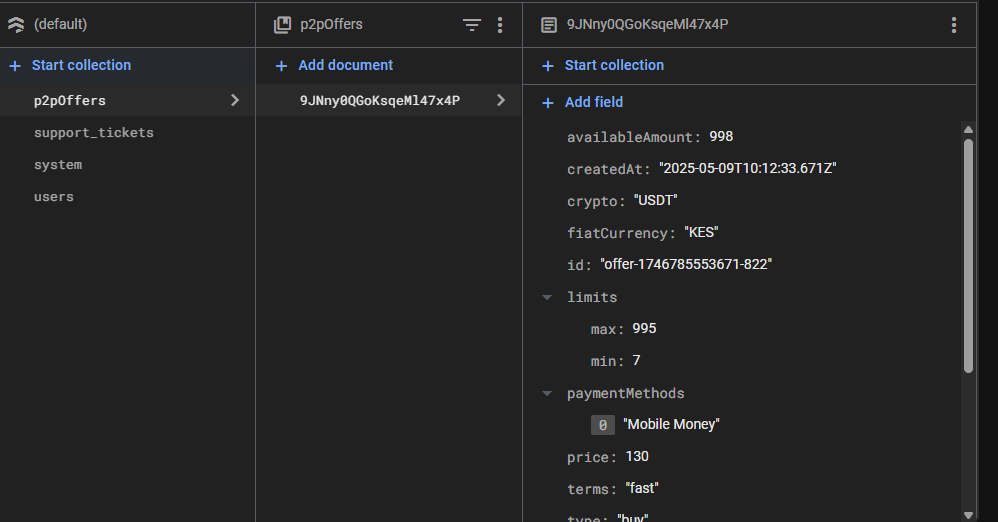 (default)
+ Start collection
p2pOffers
support_tickets
system
users
p2pOffers
+ Add document
9JNny0QGoKsqeMl47x4P
9JNny0QGoKsqeMl47x4P
+ Start collection
+ Add field
availableAmount: 998
createdAt: "2025-05-09T10:12:33.671Z"
crypto: "USDT"
fiatCurrency: "KES"
id: "offer-1746785553671-822"
limits
max: 995
min: 7
paymentMethods
0 "Mobile Money"
price: 130
terms: "fast"
type: "buy"